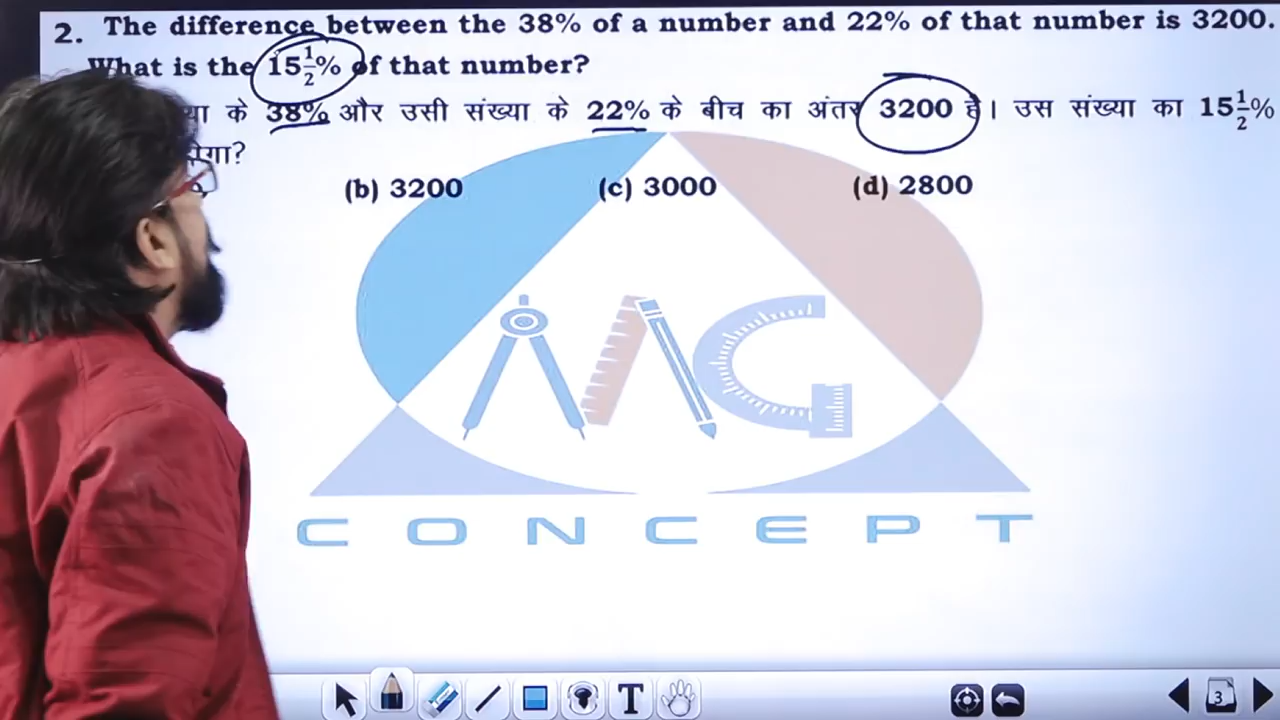 2. The difference between the 38% of a number and 22% of that number is 3200.
What is the 15½% of that number?
के 38% और उसी संख्या के 22% के बीच का अंतर 3200 है। उस संख्या का 15½%
(b) 3200 (c) 3000 (d) 2800
CONCEPT
T
3